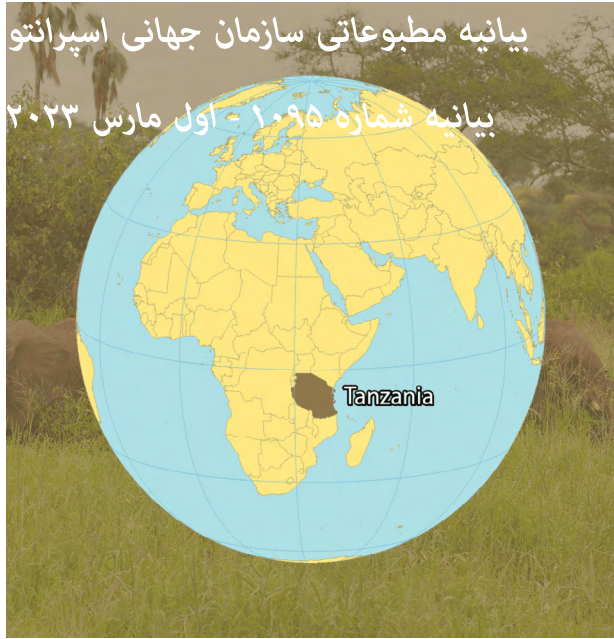 بیانیه مطبوعاتی سازمان جهانی اسپرانتو
بیانیه شماره ۱۰۹۵ - اول مارس ۲۰۲۳
Tanzania